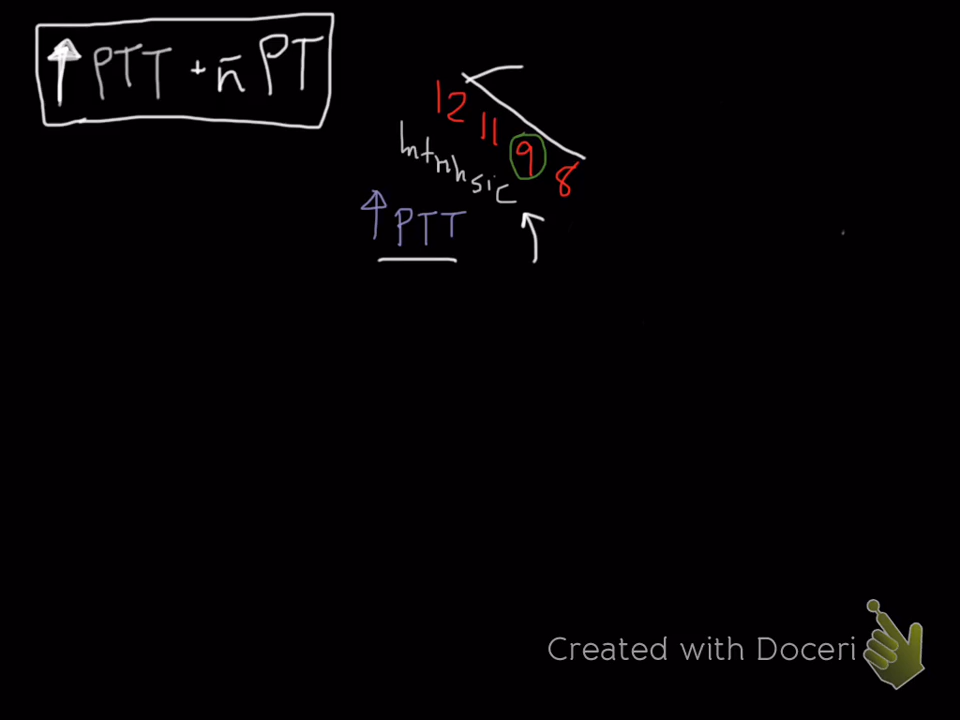 ↑ PTT + n̄ PT
12 11 9 8
Intrinsic
↑ PTT
Created with Doceri